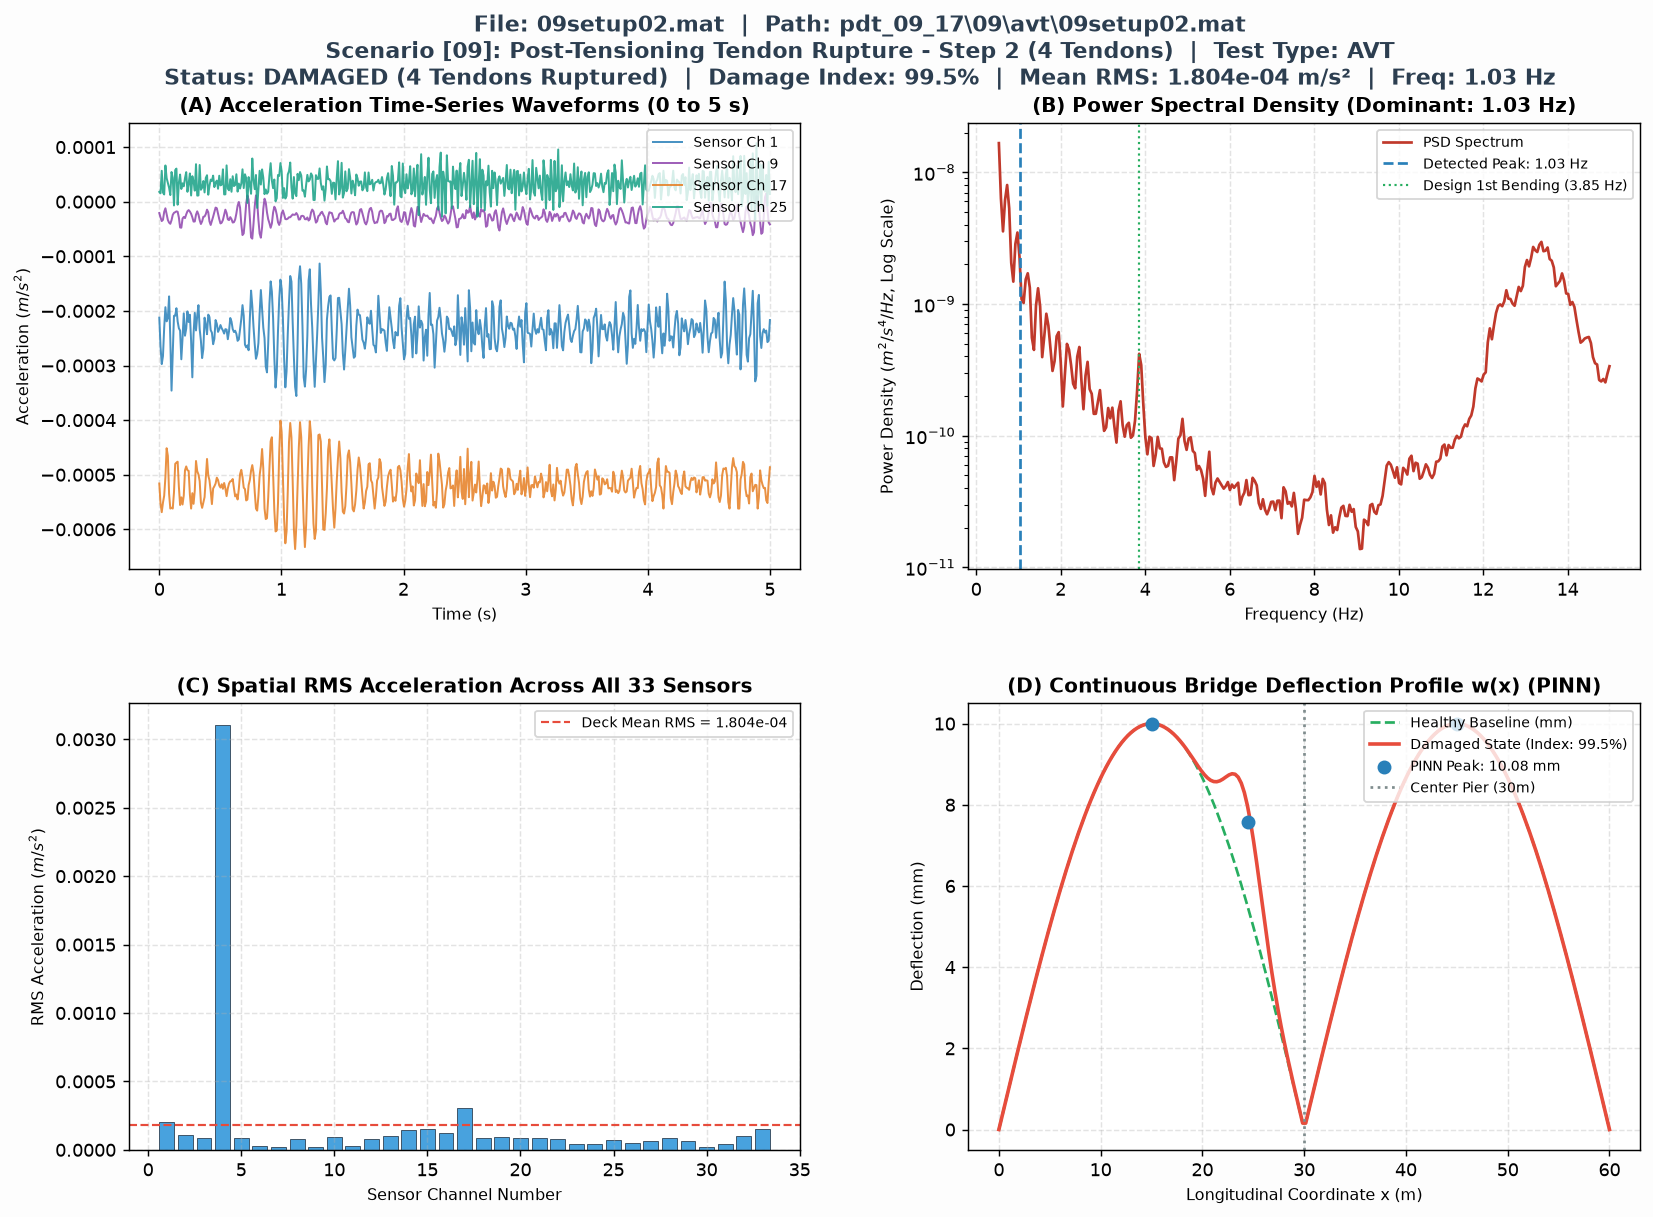 File: 09setup02.mat | Path: pdt_09_17\09\avt\09setup02.mat
Scenario [09]: Post-Tensioning Tendon Rupture - Step 2 (4 Tendons) | Test Type: AVT
Status: DAMAGED (4 Tendons Ruptured) | Damage Index: 99.5% | Mean RMS: 1.804e-04 m/s² | Freq: 1.03 Hz
(A) Acceleration Time-Series Waveforms (0 to 5 s)
Sensor Ch 1
Sensor Ch 9
Sensor Ch 17
Sensor Ch 25
0.0001
0.0000
−0.0001
−0.0002
−0.0003
−0.0004
−0.0005
−0.0006
Acceleration (m/s²)
0 1 2 3 4 5
Time (s)
(B) Power Spectral Density (Dominant: 1.03 Hz)
PSD Spectrum
Detected Peak: 1.03 Hz
Design 1st Bending (3.85 Hz)
10⁻⁸
10⁻⁹
10⁻¹⁰
10⁻¹¹
Power Density (m²/s⁴/Hz, Log Scale)
0 2 4 6 8 10 12 14
Frequency (Hz)
(C) Spatial RMS Acceleration Across All 33 Sensors
Deck Mean RMS = 1.804e-04
0.0030
0.0025
0.0020
0.0015
0.0010
0.0005
0.0000
RMS Acceleration (m/s²)
0 5 10 15 20 25 30 35
Sensor Channel Number
(D) Continuous Bridge Deflection Profile w(x) (PINN)
Healthy Baseline (mm)
Damaged State (Index: 99.5%)
PINN Peak: 10.08 mm
Center Pier (30m)
10
8
6
4
2
0
Deflection (mm)
0 10 20 30 40 50 60
Longitudinal Coordinate x (m)